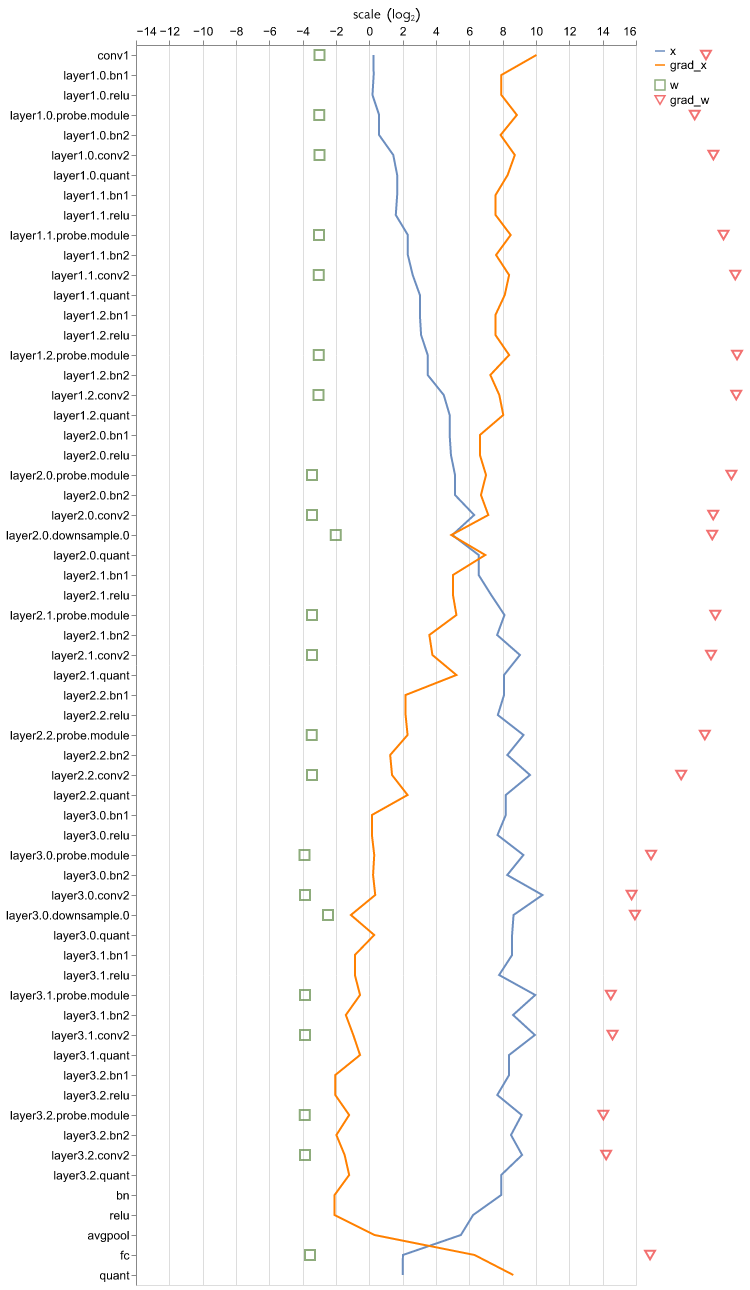 scale (log₂)
−14 −12 −10 −8 −6 −4 −2 0 2 4 6 8 10 12 14 16
x
grad_x
w
grad_w
conv1
layer1.0.bn1
layer1.0.relu
layer1.0.probe.module
layer1.0.bn2
layer1.0.conv2
layer1.0.quant
layer1.1.bn1
layer1.1.relu
layer1.1.probe.module
layer1.1.bn2
layer1.1.conv2
layer1.1.quant
layer1.2.bn1
layer1.2.relu
layer1.2.probe.module
layer1.2.bn2
layer1.2.conv2
layer1.2.quant
layer2.0.bn1
layer2.0.relu
layer2.0.probe.module
layer2.0.bn2
layer2.0.conv2
layer2.0.downsample.0
layer2.0.quant
layer2.1.bn1
layer2.1.relu
layer2.1.probe.module
layer2.1.bn2
layer2.1.conv2
layer2.1.quant
layer2.2.bn1
layer2.2.relu
layer2.2.probe.module
layer2.2.bn2
layer2.2.conv2
layer2.2.quant
layer3.0.bn1
layer3.0.relu
layer3.0.probe.module
layer3.0.bn2
layer3.0.conv2
layer3.0.downsample.0
layer3.0.quant
layer3.1.bn1
layer3.1.relu
layer3.1.probe.module
layer3.1.bn2
layer3.1.conv2
layer3.1.quant
layer3.2.bn1
layer3.2.relu
layer3.2.probe.module
layer3.2.bn2
layer3.2.conv2
layer3.2.quant
bn
relu
avgpool
fc
quant